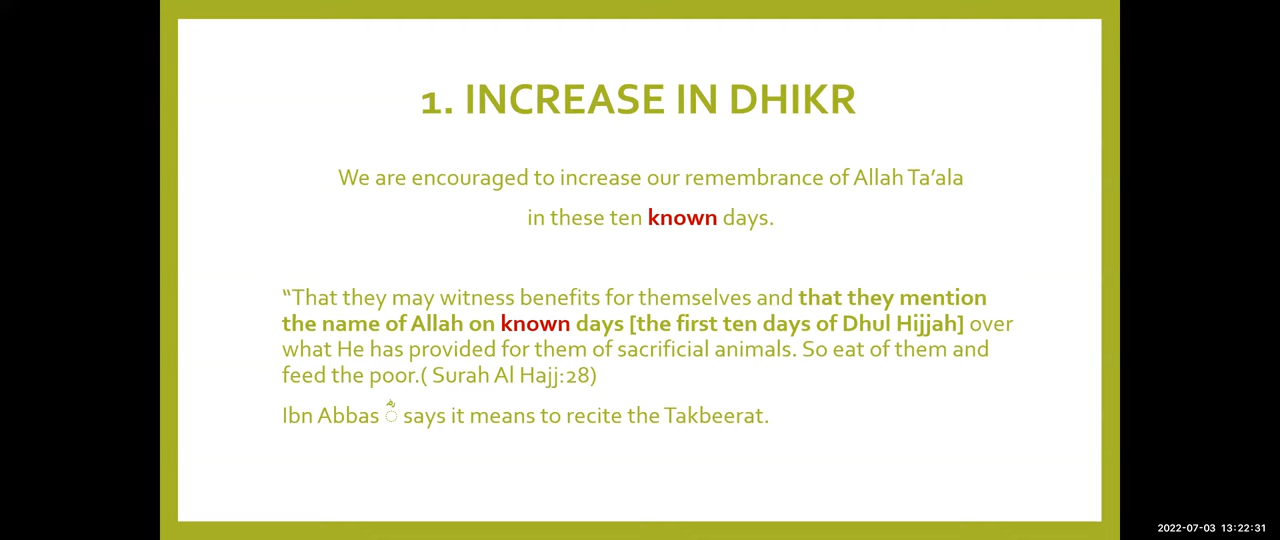 1. INCREASE IN DHIKR
We are encouraged to increase our remembrance of Allah Ta’ala
in these ten known days.
“That they may witness benefits for themselves and that they mention
the name of Allah on known days [the first ten days of Dhul Hijjah] over
what He has provided for them of sacrificial animals. So eat of them and
feed the poor.( Surah Al Hajj:28)
Ibn Abbas ؓ says it means to recite the Takbeerat.
2022-07-03 13:22:31